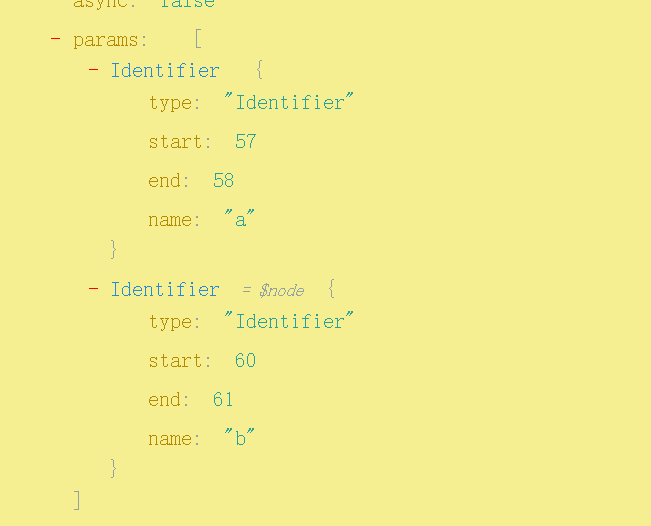 async: false
- params: [
- Identifier {
type: "Identifier"
start: 57
end: 58
name: "a"
}
- Identifier = $node {
type: "Identifier"
start: 60
end: 61
name: "b"
}
]